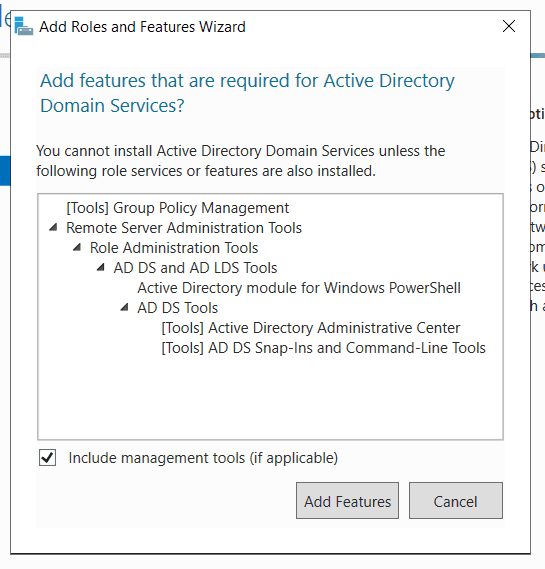 Add Roles and Features Wizard
Add features that are required for Active Directory
Domain Services?
You cannot install Active Directory Domain Services unless the
following role services or features are also installed.
[Tools] Group Policy Management
Remote Server Administration Tools
Role Administration Tools
AD DS and AD LDS Tools
Active Directory module for Windows PowerShell
AD DS Tools
[Tools] Active Directory Administrative Center
[Tools] AD DS Snap-Ins and Command-Line Tools
Include management tools (if applicable)
Add Features
Cancel